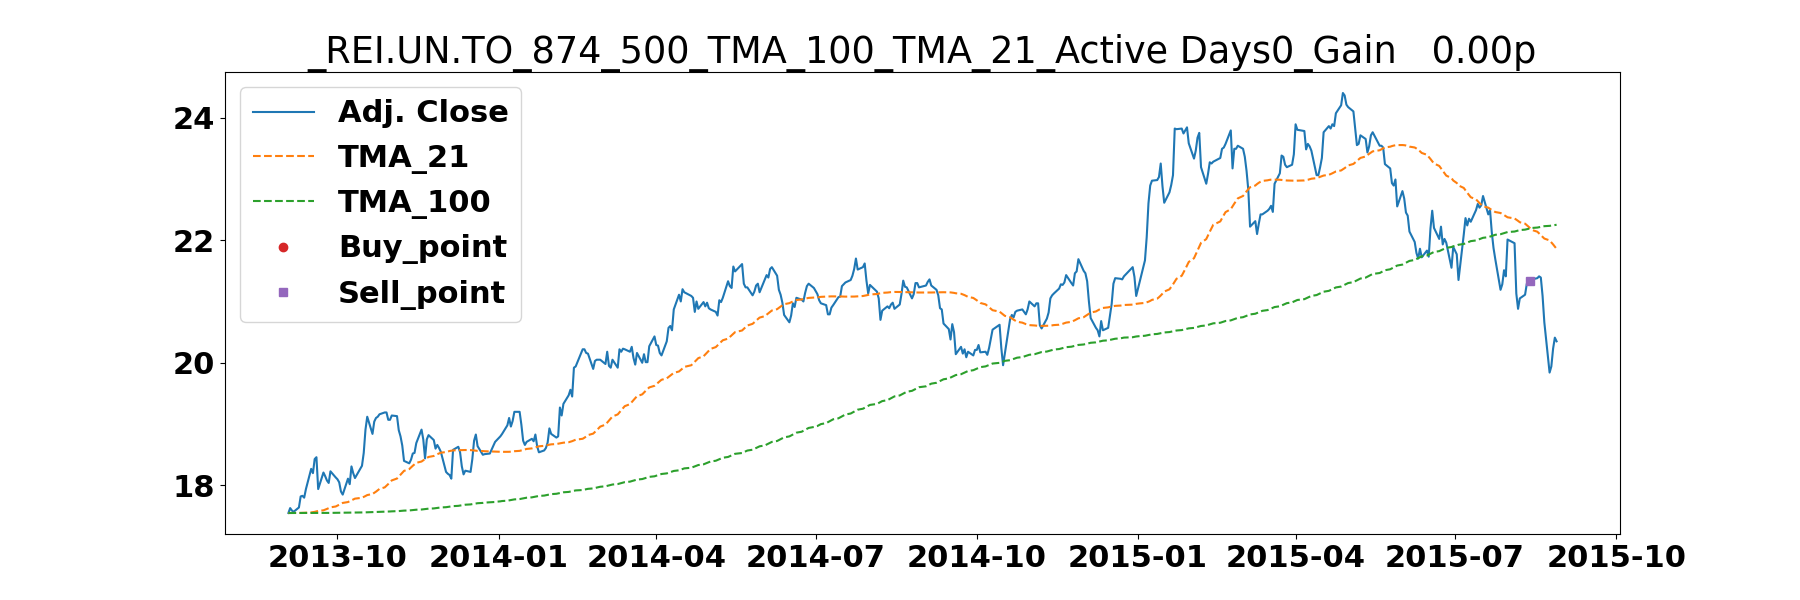 _REI.UN.TO_874_500_TMA_100_TMA_21_Active Days0_Gain   0.00p
Adj. Close
TMA_21
TMA_100
Buy_point
Sell_point
24
22
20
18
2013-10 2014-01 2014-04 2014-07 2014-10 2015-01 2015-04 2015-07 2015-10